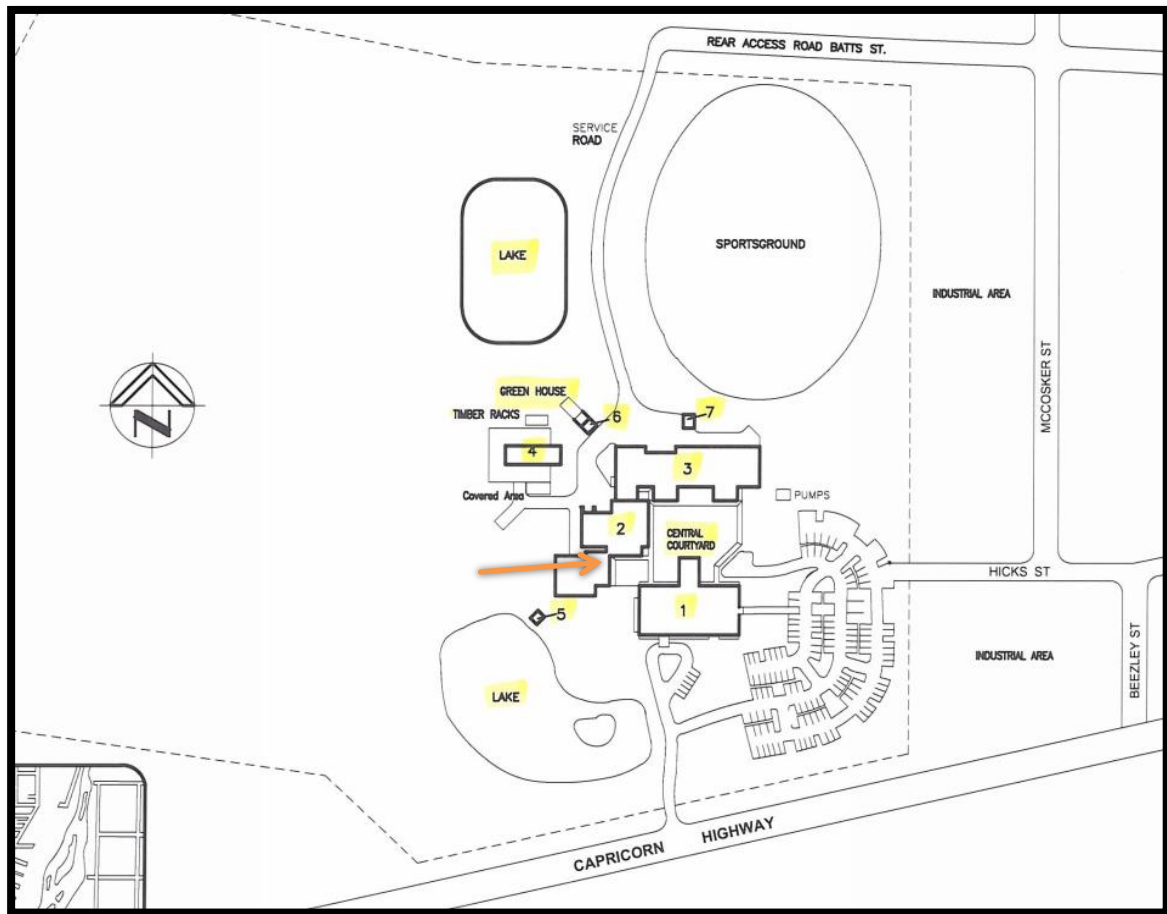 REAR ACCESS ROAD BATTS ST.
SERVICE
ROAD
LAKE
SPORTSGROUND
INDUSTRIAL AREA
MCCOSKER ST
GREEN HOUSE
TIMBER RACKS
6
7
4
3
Covered Area
PUMPS
2
CENTRAL
COURTYARD
N
HICKS ST
5
1
INDUSTRIAL AREA
BEEZLEY ST
LAKE
CAPRICORN HIGHWAY